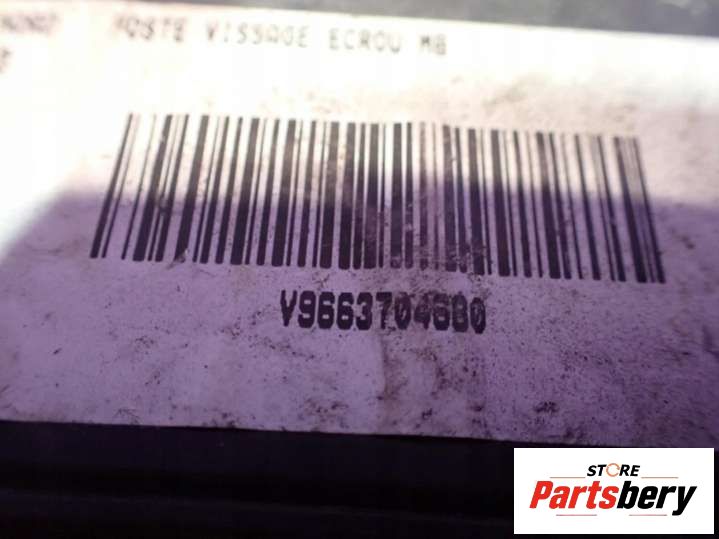 POSTE VISSAGE ECROU M8
V9663704680
STORE
Partsbery